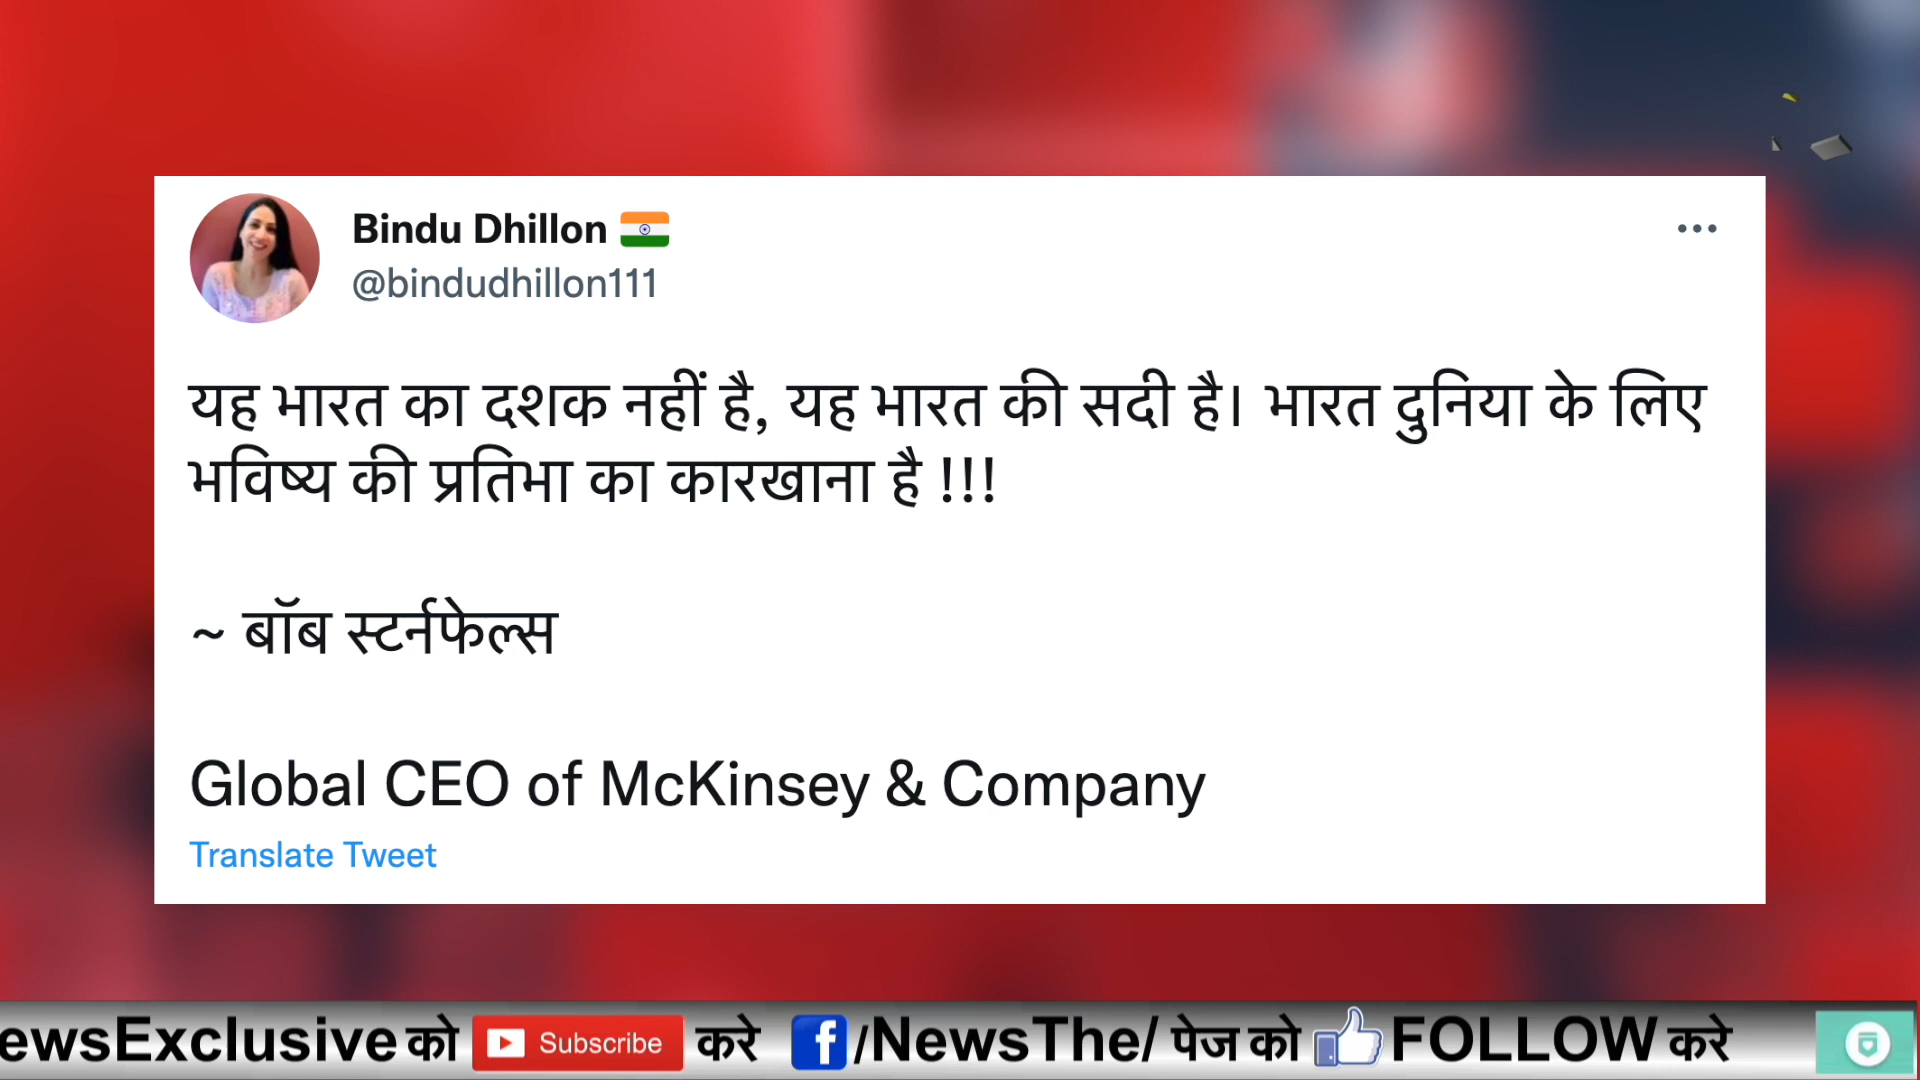 Bindu Dhillon
@bindudhillon111
यह भारत का दशक नहीं है, यह भारत की सदी है। भारत दुनिया के लिए
भविष्य की प्रतिभा का कारखाना है !!!
~ बॉब स्टर्नफेल्स
Global CEO of McKinsey & Company
Translate Tweet
ewsExclusive को Subscribe करे f/NewsThe/ पेज को FOLLOW करे